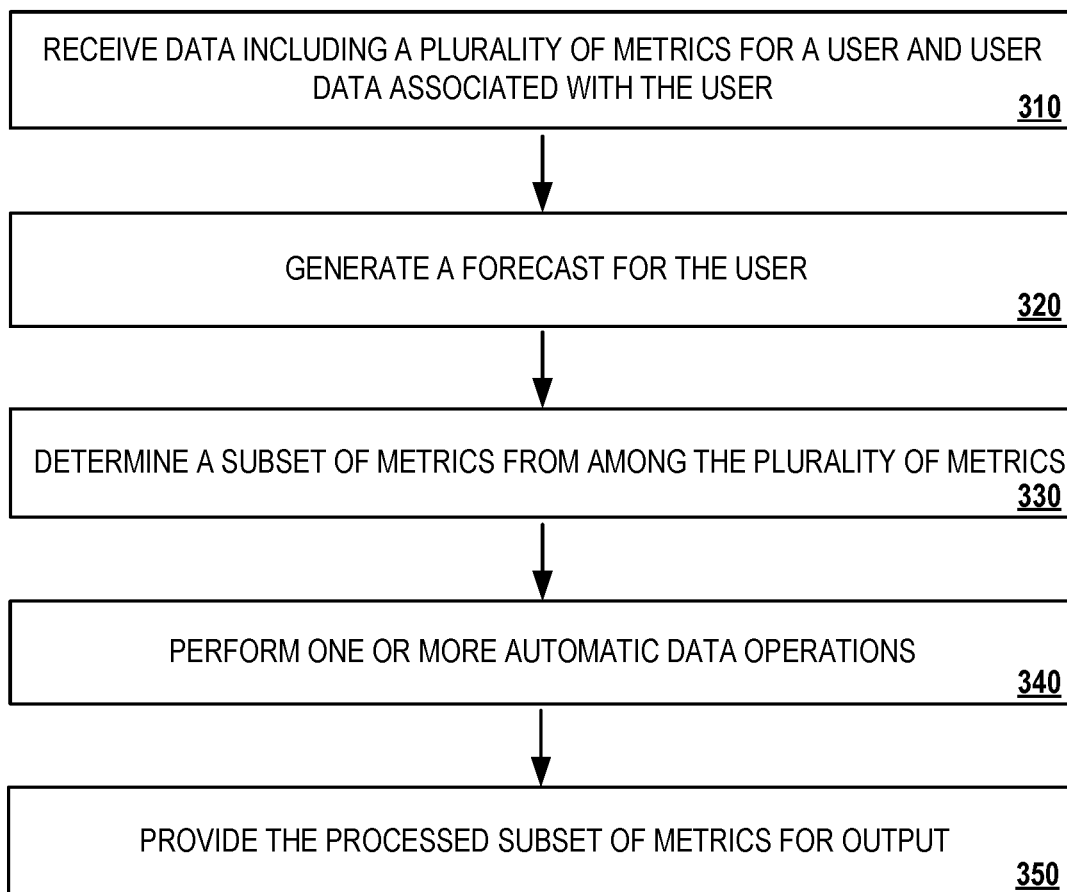 RECEIVE DATA INCLUDING A PLURALITY OF METRICS FOR A USER AND USER
DATA ASSOCIATED WITH THE USER
310
GENERATE A FORECAST FOR THE USER
320
DETERMINE A SUBSET OF METRICS FROM AMONG THE PLURALITY OF METRICS
330
PERFORM ONE OR MORE AUTOMATIC DATA OPERATIONS
340
PROVIDE THE PROCESSED SUBSET OF METRICS FOR OUTPUT
350